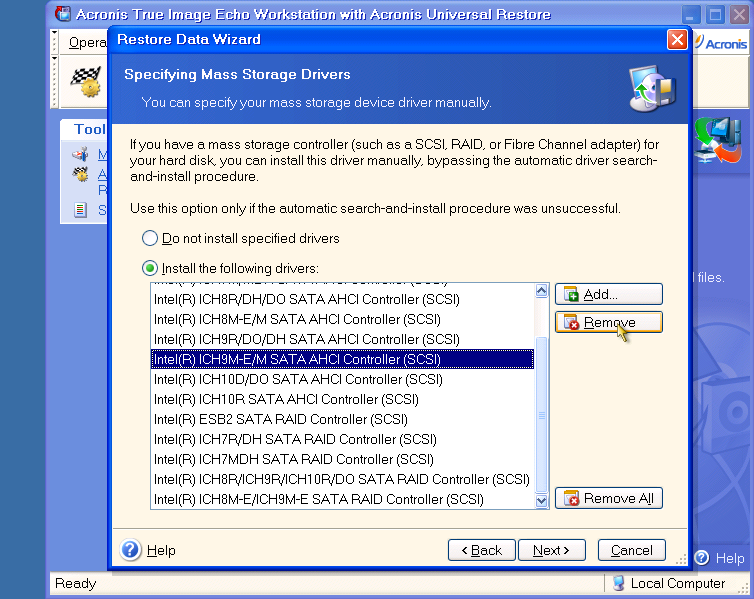 Acronis True Image Echo Workstation with Acronis Universal Restore
Opera
Acronis
Restore Data Wizard
Specifying Mass Storage Drivers
You can specify your mass storage device driver manually.
Tool
M
A
R
S
If you have a mass storage controller (such as a SCSI, RAID, or Fibre Channel adapter) for
your hard disk, you can install this driver manually, bypassing the automatic driver search-
and-install procedure.
Use this option only if the automatic search-and-install procedure was unsuccessful.
Do not install specified drivers
Install the following drivers:
Intel(R) ICH8R/DH/DO SATA AHCI Controller (SCSI)
Intel(R) ICH8M-E/M SATA AHCI Controller (SCSI)
Intel(R) ICH9R/DO/DH SATA AHCI Controller (SCSI)
Intel(R) ICH9M-E/M SATA AHCI Controller (SCSI)
Intel(R) ICH10D/DO SATA AHCI Controller (SCSI)
Intel(R) ICH10R SATA AHCI Controller (SCSI)
Intel(R) ESB2 SATA RAID Controller (SCSI)
Intel(R) ICH7R/DH SATA RAID Controller (SCSI)
Intel(R) ICH7MDH SATA RAID Controller (SCSI)
Intel(R) ICH8R/ICH9R/ICH10R/DO SATA RAID Controller (SCSI)
Intel(R) ICH8M-E/ICH9M-E SATA RAID Controller (SCSI)
Add...
Remove
Remove All
files.
Help
< Back
Next >
Cancel
Help
Ready
Local Computer